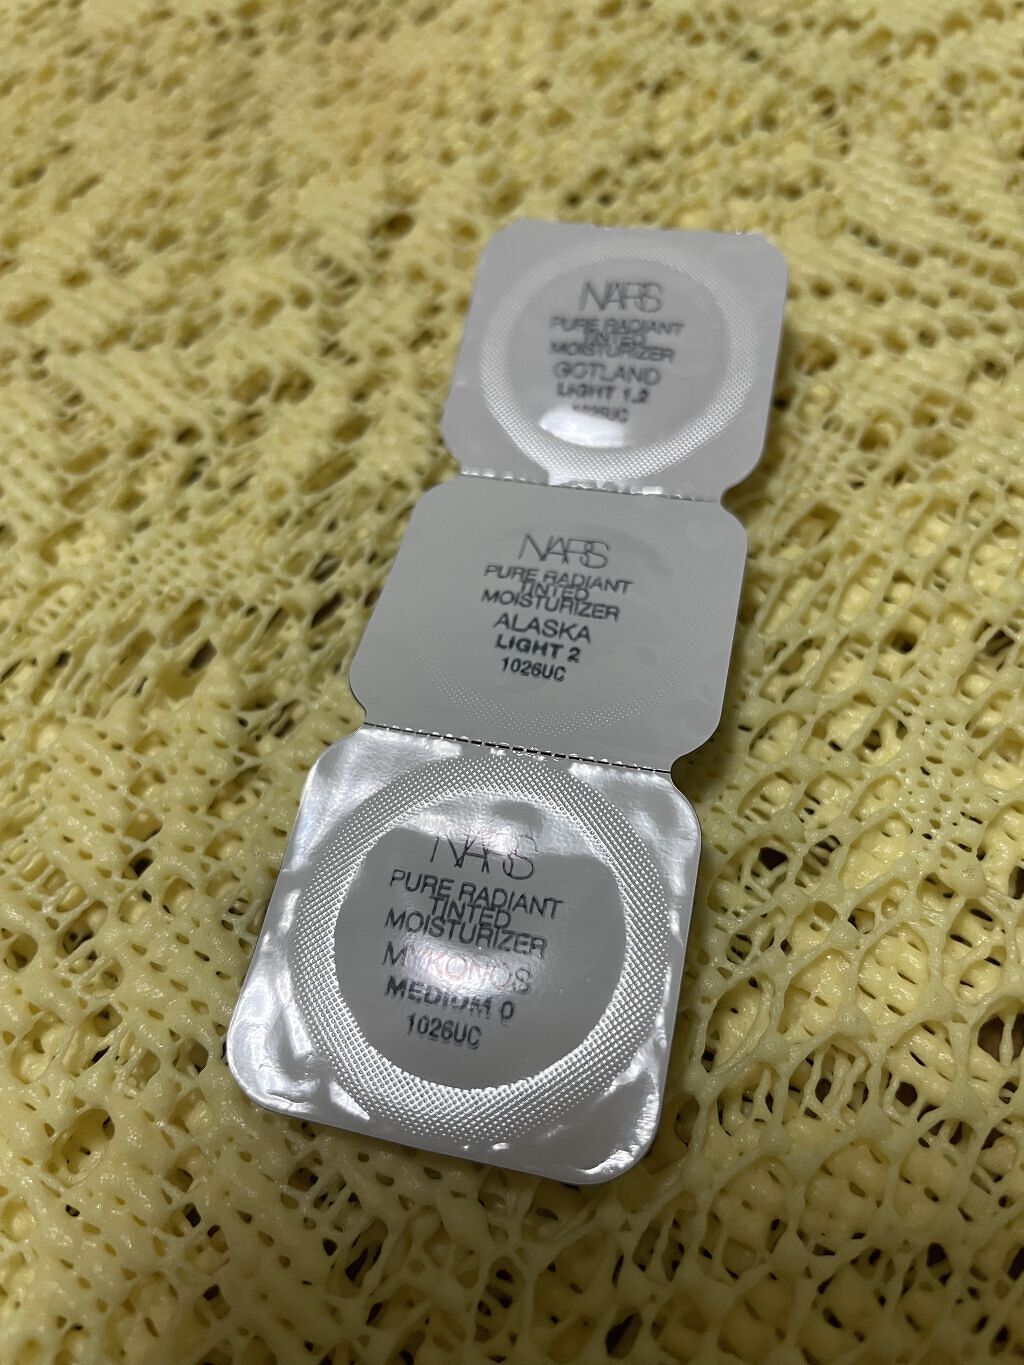 NARS
PURE RADIANT
TINTED
MOISTURIZER
GOTLAND
LIGHT 1.2
NARS
PURE RADIANT
TINTED
MOISTURIZER
ALASKA
LIGHT 2
1026UC
NARS
PURE RADIANT
TINTED
MOISTURIZER
MYKONOS
MEDIUM 0
1026UC